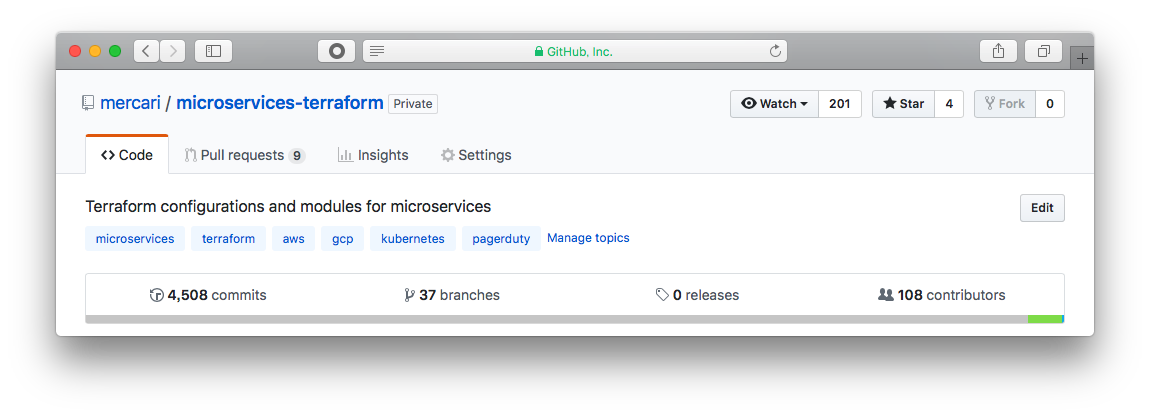 GitHub, Inc.
mercari / microservices-terraform Private Watch 201 Star 4 Fork 0
Code Pull requests 9 Insights Settings
Terraform configurations and modules for microservices Edit
microservices terraform aws gcp kubernetes pagerduty Manage topics
4,508 commits 37 branches 0 releases 108 contributors